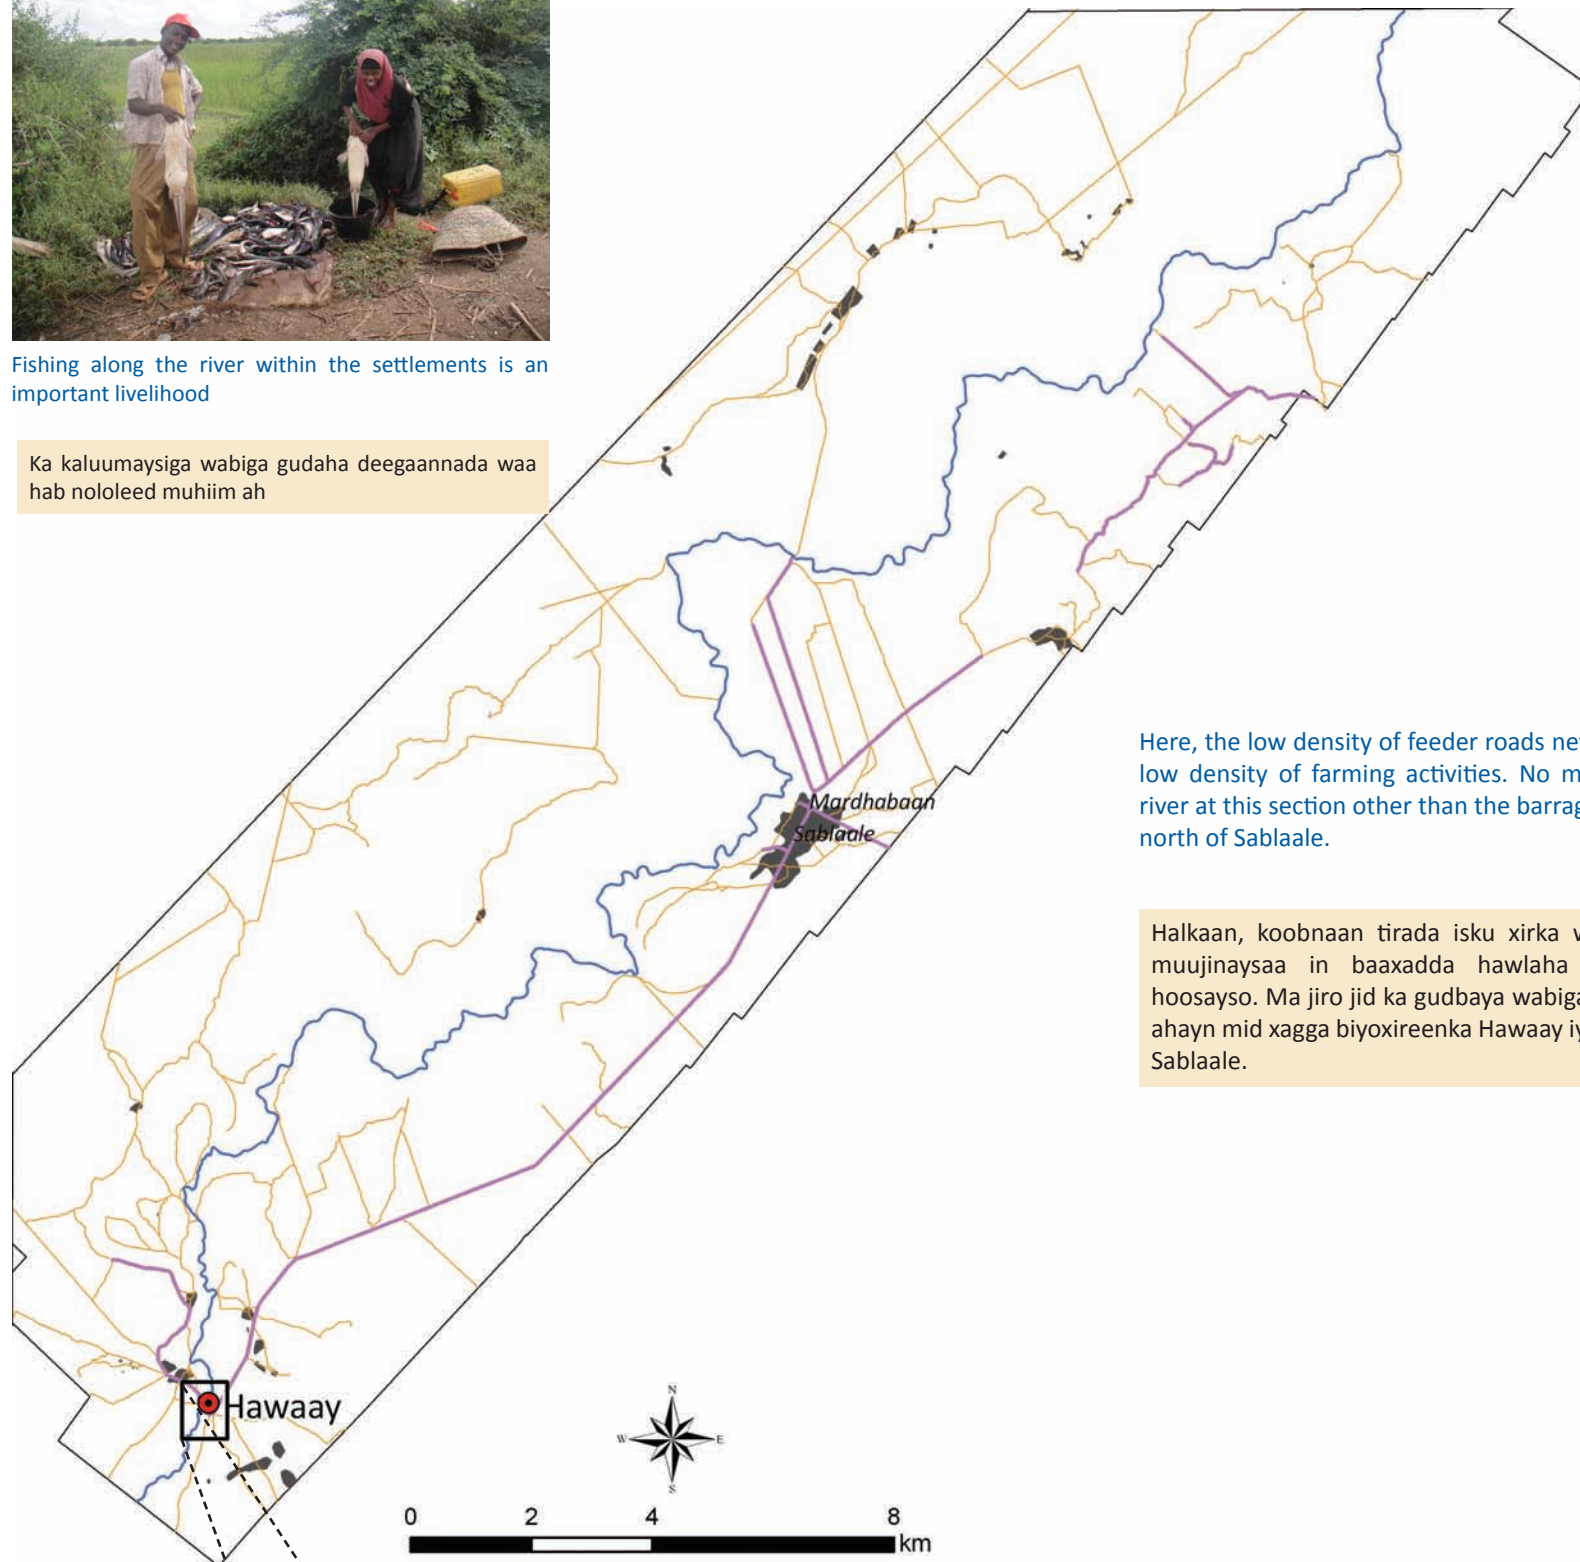 Fishing along the river within the settlements is an
important livelihood
Ka kaluumaysiga wabiga gudaha deegaannada waa
hab nololeed muhiim ah
Here, the low density of feeder roads
low density of farming activities. No
river at this section other than the
north of Sablaale.
Halkaan, koobnaan tirada isku xirka
muujinaysaa in baaxadda hawlaha
hoosayso. Ma jiro jid ka gudbaya wabiga
ahayn mid xagga biyoxireenka Hawaay
Sablaale.
Mardhabaan
Sablaale
Hawaay
N
W E
S
0 2 4 8
km